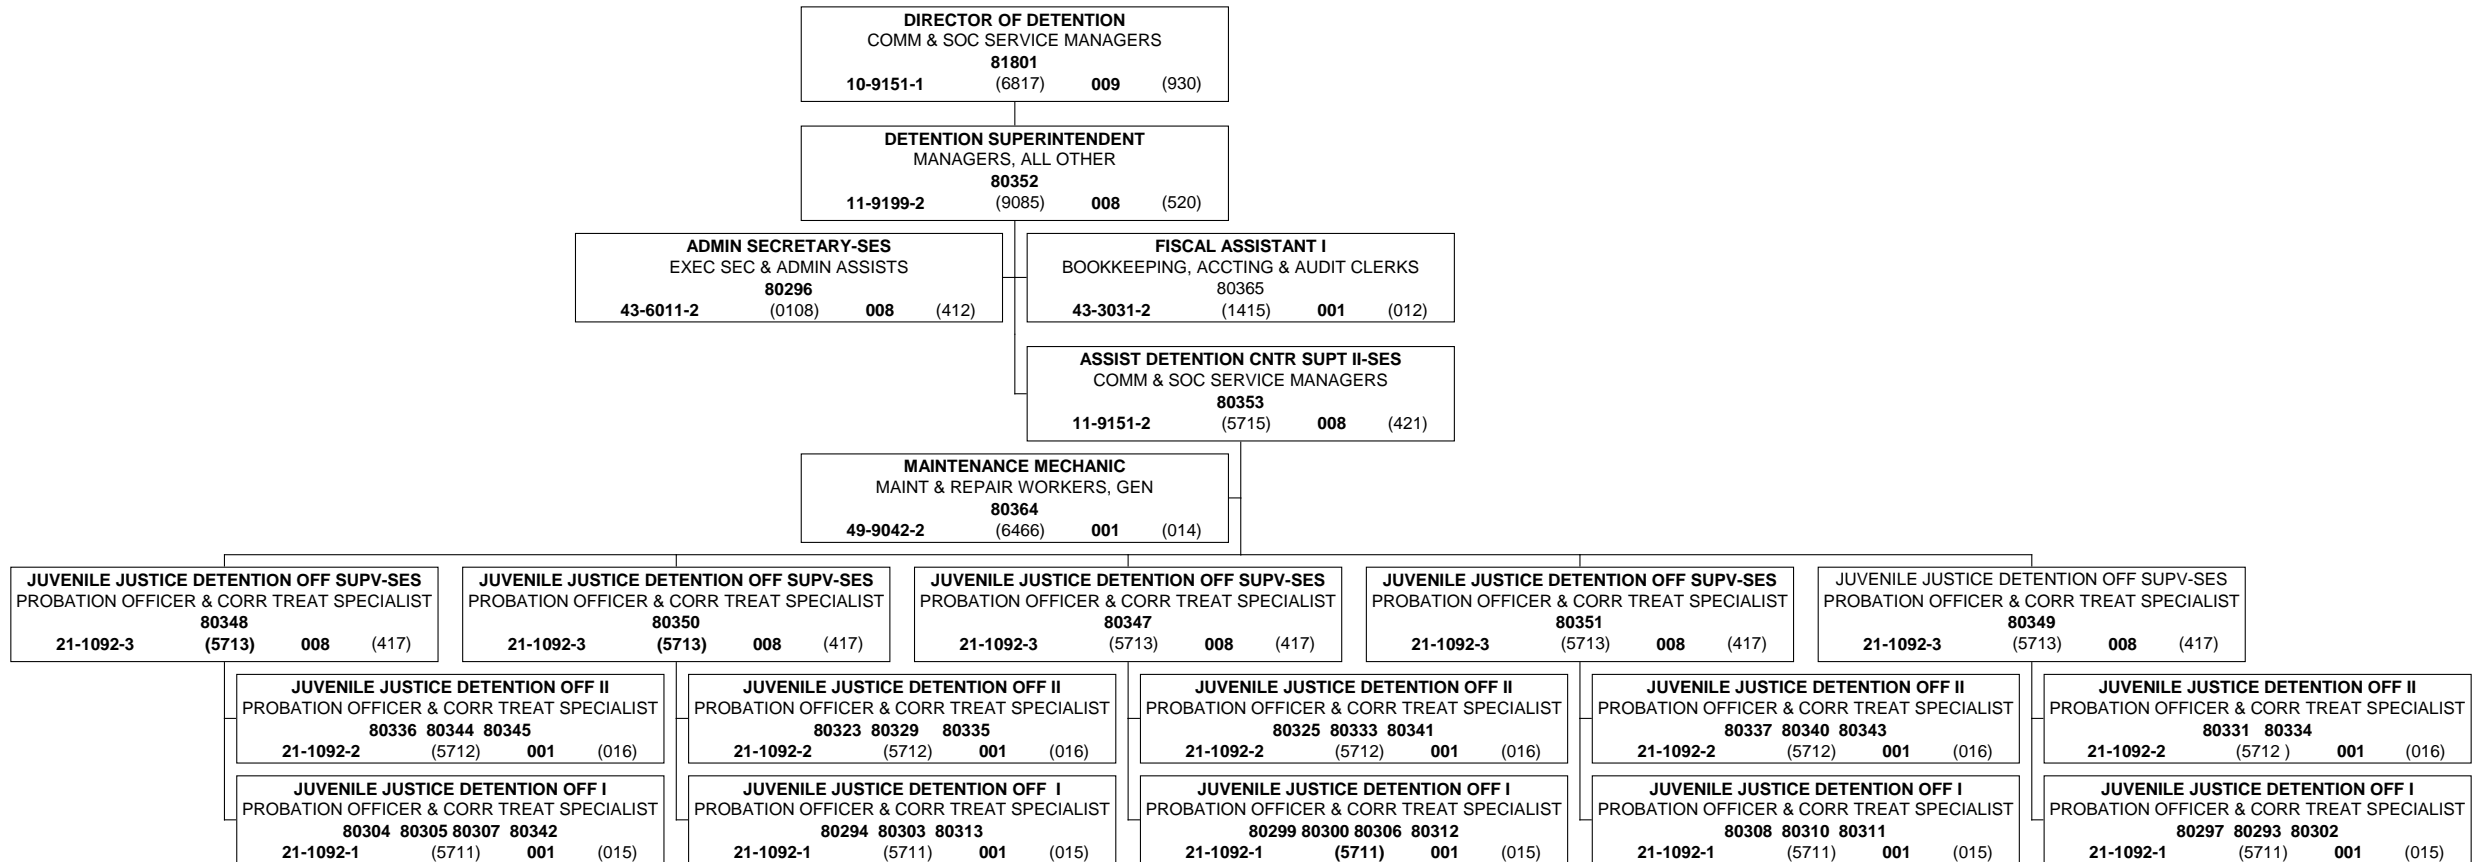 DIRECTOR OF DETENTION
COMM & SOC SERVICE MANAGERS
81801
10-9151-1 (6817) 009 (930)
DETENTION SUPERINTENDENT
MANAGERS, ALL OTHER
80352
11-9199-2 (9085) 008 (520)
ADMIN SECRETARY-SES
EXEC SEC & ADMIN ASSISTS
80296
43-6011-2 (0108) 008 (412)
FISCAL ASSISTANT I
BOOKKEEPING, ACCTING & AUDIT CLERKS
80365
43-3031-2 (1415) 001 (012)
ASSIST DETENTION CNTR SUPT II-SES
COMM & SOC SERVICE MANAGERS
80353
11-9151-2 (5715) 008 (421)
MAINTENANCE MECHANIC
MAINT & REPAIR WORKERS, GEN
80364
49-9042-2 (6466) 001 (014)
JUVENILE JUSTICE DETENTION OFF SUPV-SES
PROBATION OFFICER & CORR TREAT SPECIALIST
80348
21-1092-3 (5713) 008 (417)
JUVENILE JUSTICE DETENTION OFF SUPV-SES
PROBATION OFFICER & CORR TREAT SPECIALIST
80350
21-1092-3 (5713) 008 (417)
JUVENILE JUSTICE DETENTION OFF SUPV-SES
PROBATION OFFICER & CORR TREAT SPECIALIST
80347
21-1092-3 (5713) 008 (417)
JUVENILE JUSTICE DETENTION OFF SUPV-SES
PROBATION OFFICER & CORR TREAT SPECIALIST
80351
21-1092-3 (5713) 008 (417)
JUVENILE JUSTICE DETENTION OFF SUPV-SES
PROBATION OFFICER & CORR TREAT SPECIALIST
80349
21-1092-3 (5713) 008 (417)
JUVENILE JUSTICE DETENTION OFF II
PROBATION OFFICER & CORR TREAT SPECIALIST
80336 80344 80345
21-1092-2 (5712) 001 (016)
JUVENILE JUSTICE DETENTION OFF II
PROBATION OFFICER & CORR TREAT SPECIALIST
80323 80329 80335
21-1092-2 (5712) 001 (016)
JUVENILE JUSTICE DETENTION OFF II
PROBATION OFFICER & CORR TREAT SPECIALIST
80325 80333 80341
21-1092-2 (5712) 001 (016)
JUVENILE JUSTICE DETENTION OFF II
PROBATION OFFICER & CORR TREAT SPECIALIST
80337 80340 80343
21-1092-2 (5712) 001 (016)
JUVENILE JUSTICE DETENTION OFF II
PROBATION OFFICER & CORR TREAT SPECIALIST
80331 80334
21-1092-2 (5712 ) 001 (016)
JUVENILE JUSTICE DETENTION OFF I
PROBATION OFFICER & CORR TREAT SPECIALIST
80304 80305 80307 80342
21-1092-1 (5711) 001 (015)
JUVENILE JUSTICE DETENTION OFF I
PROBATION OFFICER & CORR TREAT SPECIALIST
80294 80303 80313
21-1092-1 (5711) 001 (015)
JUVENILE JUSTICE DETENTION OFF I
PROBATION OFFICER & CORR TREAT SPECIALIST
80299 80300 80306 80312
21-1092-1 (5711) 001 (015)
JUVENILE JUSTICE DETENTION OFF I
PROBATION OFFICER & CORR TREAT SPECIALIST
80308 80310 80311
21-1092-1 (5711) 001 (015)
JUVENILE JUSTICE DETENTION OFF I
PROBATION OFFICER & CORR TREAT SPECIALIST
80297 80293 80302
21-1092-1 (5711) 001 (015)